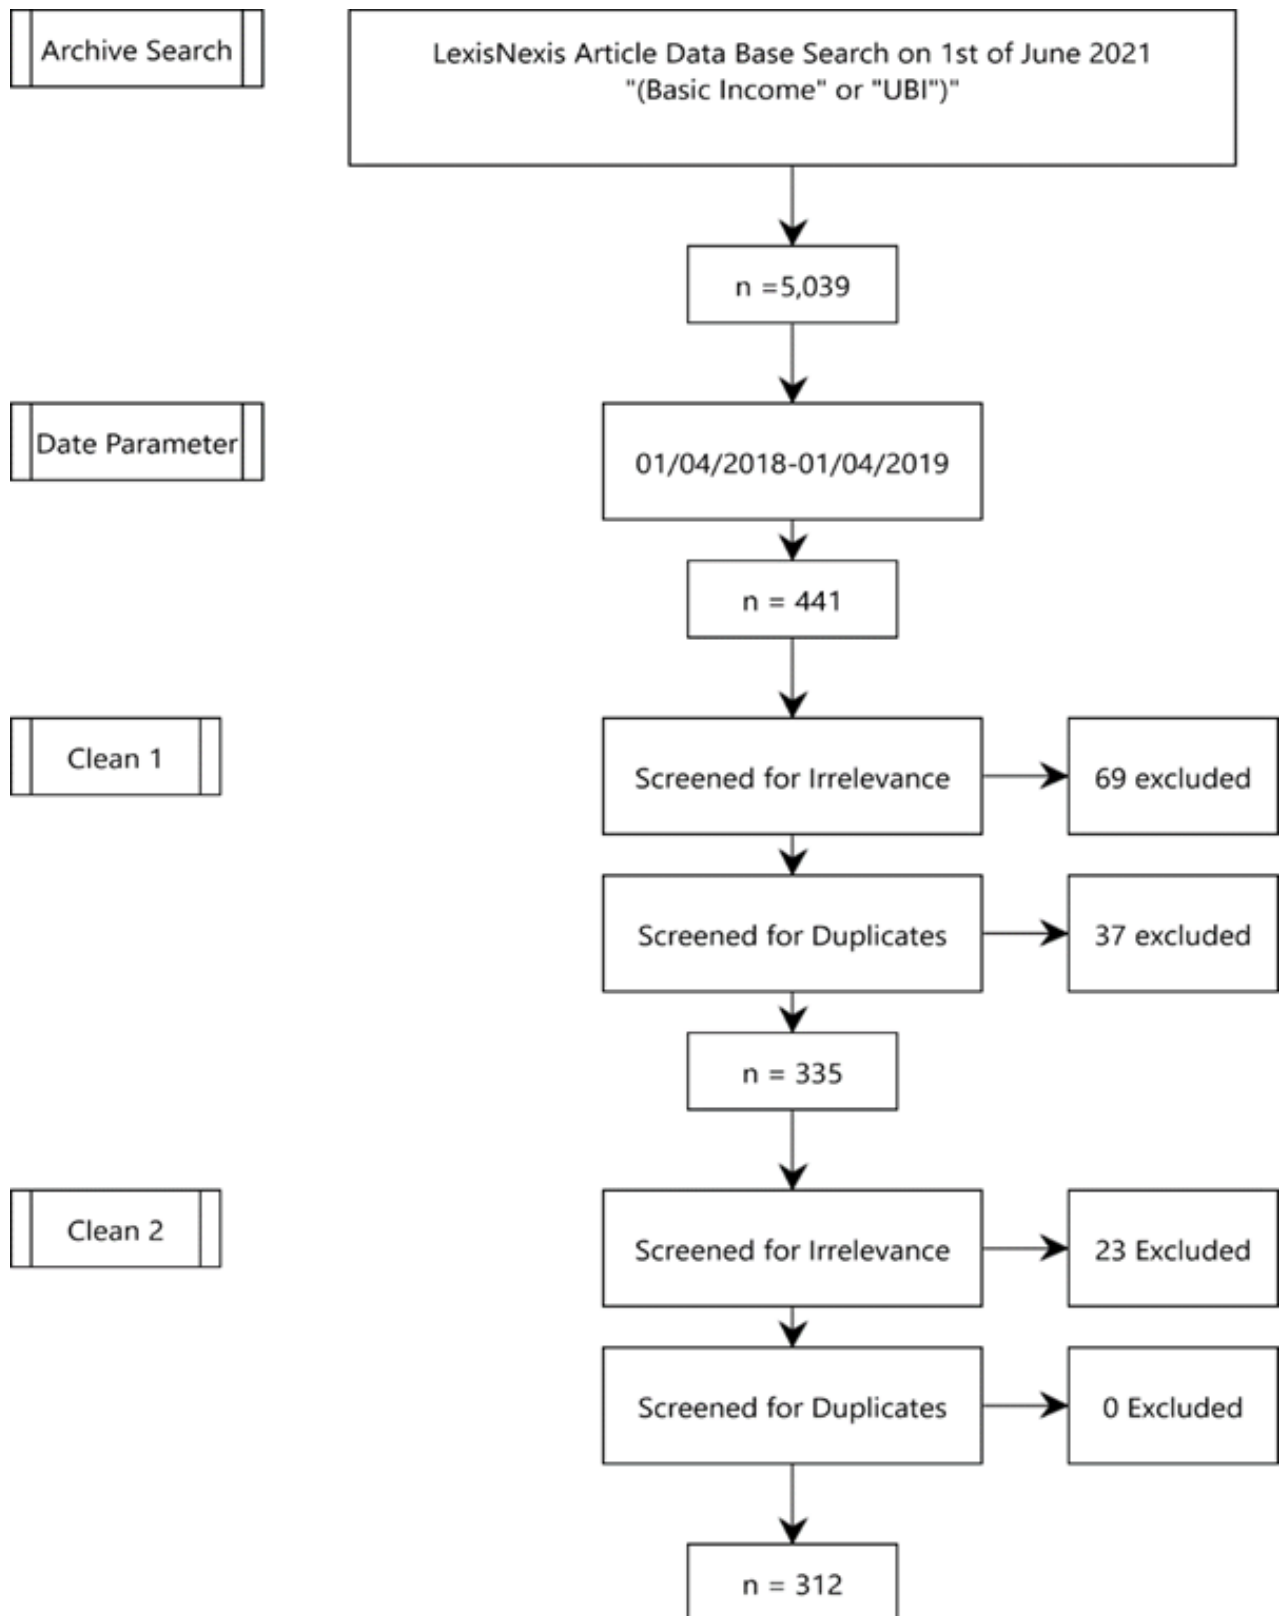 Archive Search
LexisNexis Article Data Base Search on 1st of June 2021
"(Basic Income" or "UBI")"
n =5,039
Date Parameter
01/04/2018-01/04/2019
n = 441
Clean 1
Screened for Irrelevance
69 excluded
Screened for Duplicates
37 excluded
n = 335
Clean 2
Screened for Irrelevance
23 Excluded
Screened for Duplicates
0 Excluded
n = 312